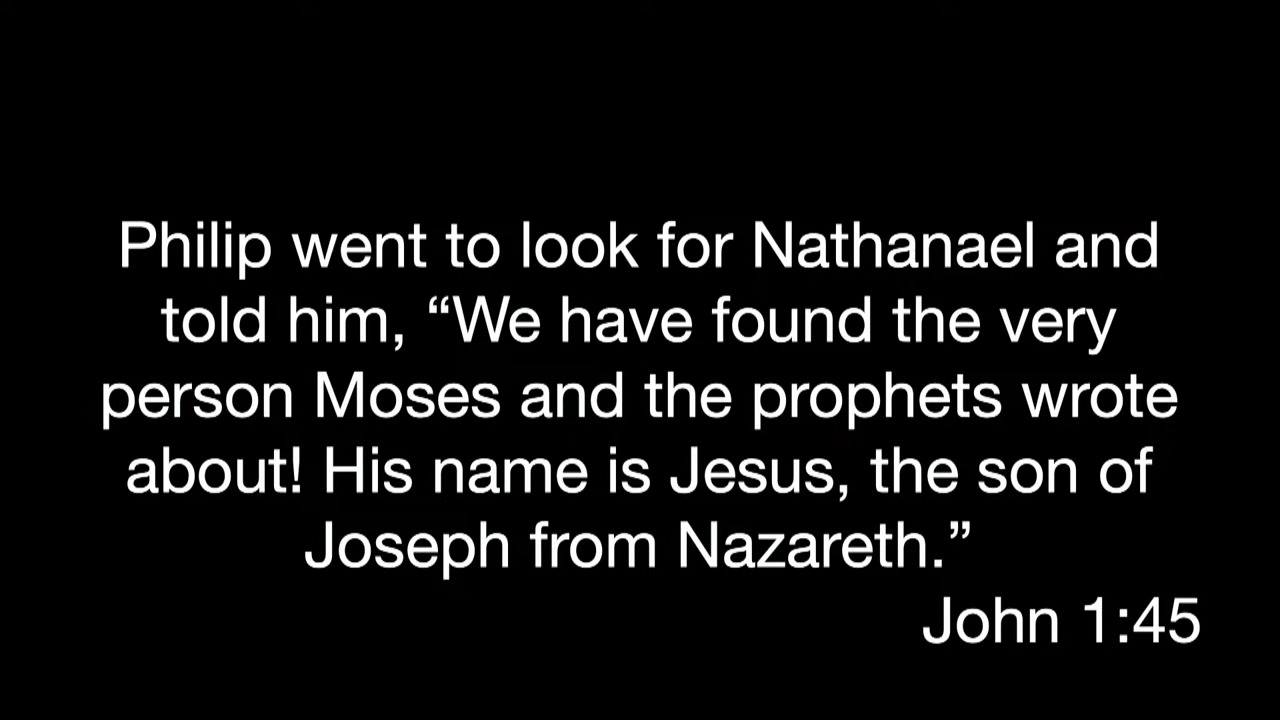 Philip went to look for Nathanael and
told him, “We have found the very
person Moses and the prophets wrote
about! His name is Jesus, the son of
Joseph from Nazareth.”
John 1:45